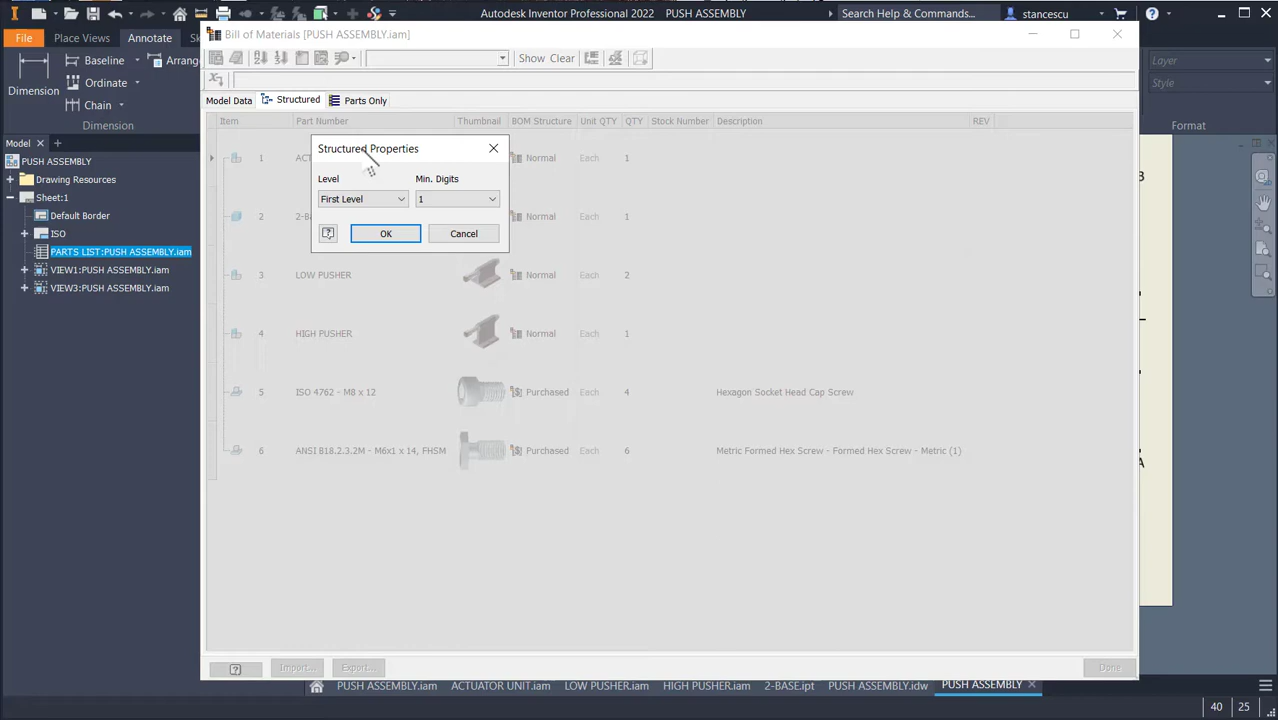 Autodesk Inventor Professional 2022 PUSH ASSEMBLY
Search Help & Commands...
stancescu
File
Place Views
Annotate
Bill of Materials [PUSH ASSEMBLY.iam]
Dimension
Baseline
Arrang
Ordinate
Chain
Dimension
Show Clear
Layer
Style
Format
Model Data
Structured
Parts Only
Item Part Number Thumbnail BOM Structure Unit QTY QTY Stock Number Description REV
Model
PUSH ASSEMBLY
Drawing Resources
Sheet:1
Default Border
ISO
PARTS LIST:PUSH ASSEMBLY.iam
VIEW1:PUSH ASSEMBLY.iam
VIEW3:PUSH ASSEMBLY.iam
Structured Properties
Level Min. Digits
First Level 1
OK Cancel
1 Normal Each 1
2 Normal Each 1
3 LOW PUSHER Normal Each 2
4 HIGH PUSHER Normal Each 1
5 ISO 4762 - M8 x 12 Purchased Each 4 Hexagon Socket Head Cap Screw
6 ANSI B18.2.3.2M - M6x1 x 14, FHSM Purchased Each 6 Metric Formed Hex Screw - Formed Hex Screw - Metric (1)
B
A
Import... Export... Done
PUSH ASSEMBLY.iam ACTUATOR UNIT.iam LOW PUSHER.iam HIGH PUSHER.iam 2-BASE.ipt PUSH ASSEMBLY.idw PUSH ASSEMBLY
40 25